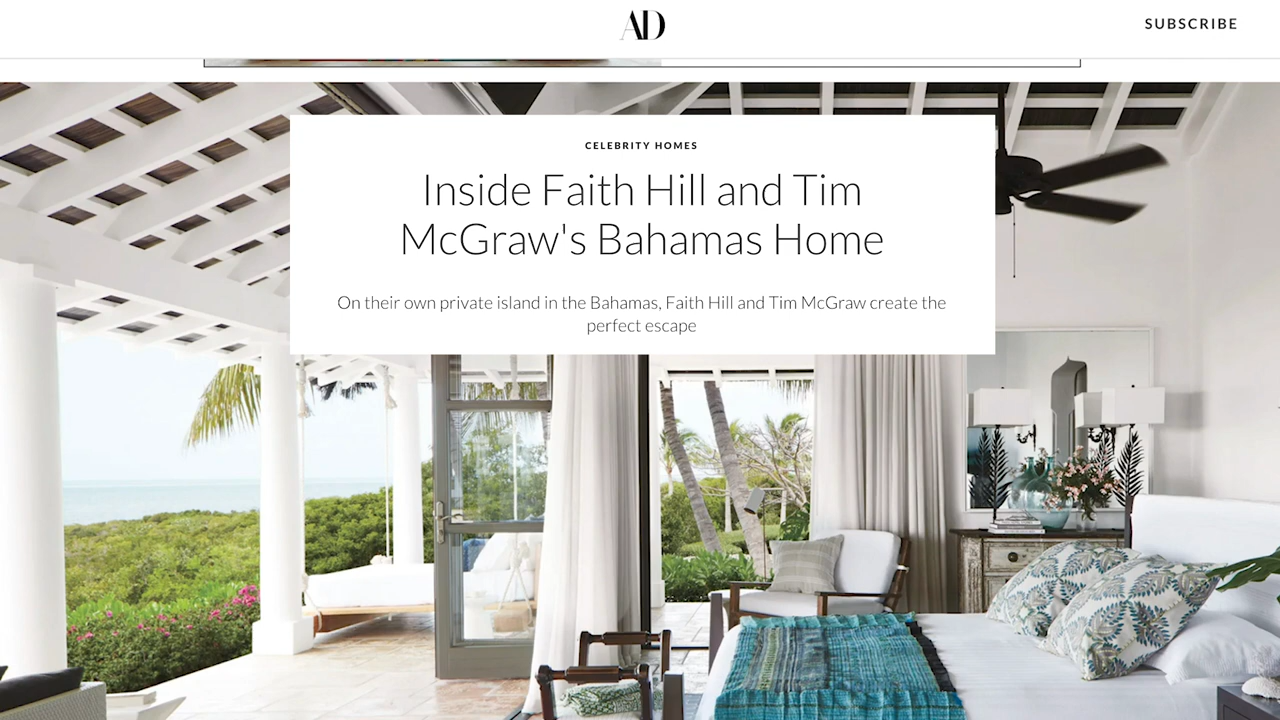 AD
SUBSCRIBE
CELEBRITY HOMES
Inside Faith Hill and Tim
McGraw's Bahamas Home
On their own private island in the Bahamas, Faith Hill and Tim McGraw create the
perfect escape